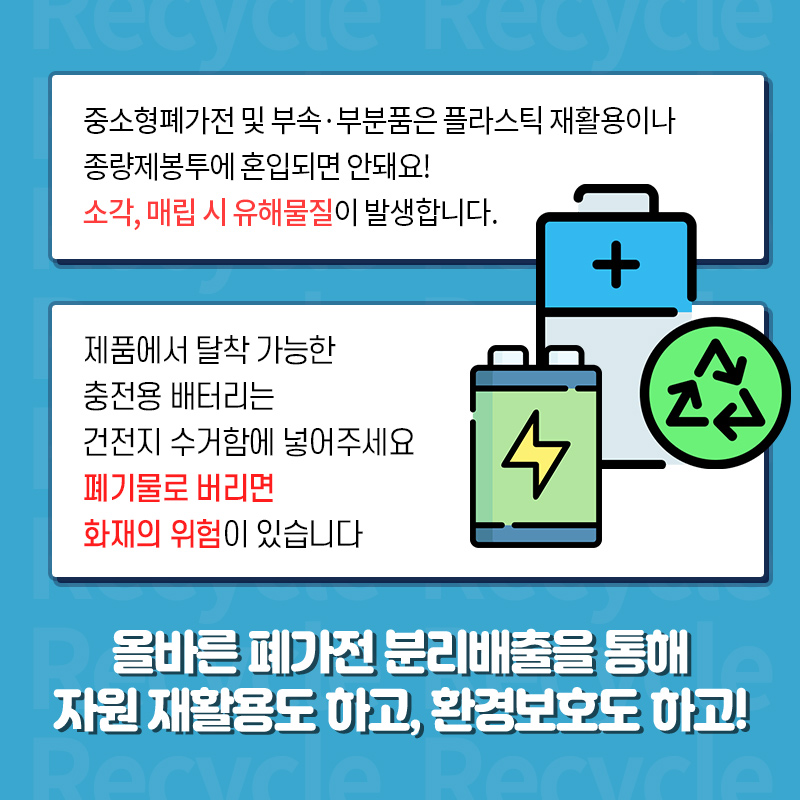 Recycle Recycle
중소형폐가전 및 부속·부분품은 플라스틱 재활용이나
종량제봉투에 혼입되면 안돼요!
소각, 매립 시 유해물질이 발생합니다.
제품에서 탈착 가능한
충전용 배터리는
건전지 수거함에 넣어주세요
폐기물로 버리면
화재의 위험이 있습니다
올바른 폐가전 분리배출을 통해
자원 재활용도 하고, 환경보호도 하고!
Recycle Recycle